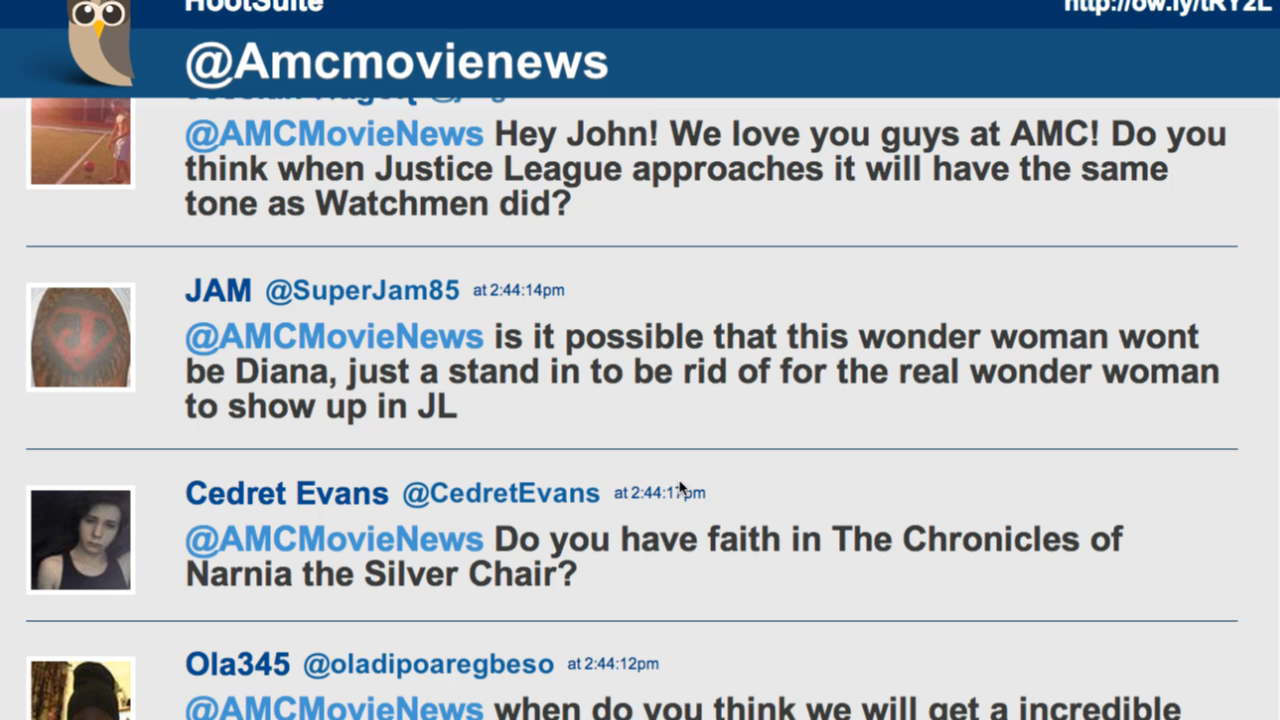 HootSuite
http://ow.ly/tRY2L
@Amcmovienews
@AMCMovieNews Hey John! We love you guys at AMC! Do you
think when Justice League approaches it will have the same
tone as Watchmen did?
JAM @SuperJam85 at 2:44:14pm
@AMCMovieNews is it possible that this wonder woman wont
be Diana, just a stand in to be rid of for the real wonder woman
to show up in JL
Cedret Evans @CedretEvans
@AMCMovieNews Do you have faith in The Chronicles of
Narnia the Silver Chair?
Ola345 @oladipoaregbeso at 2:44:12pm
@AMCMovieNews when do you think we will get a incredible